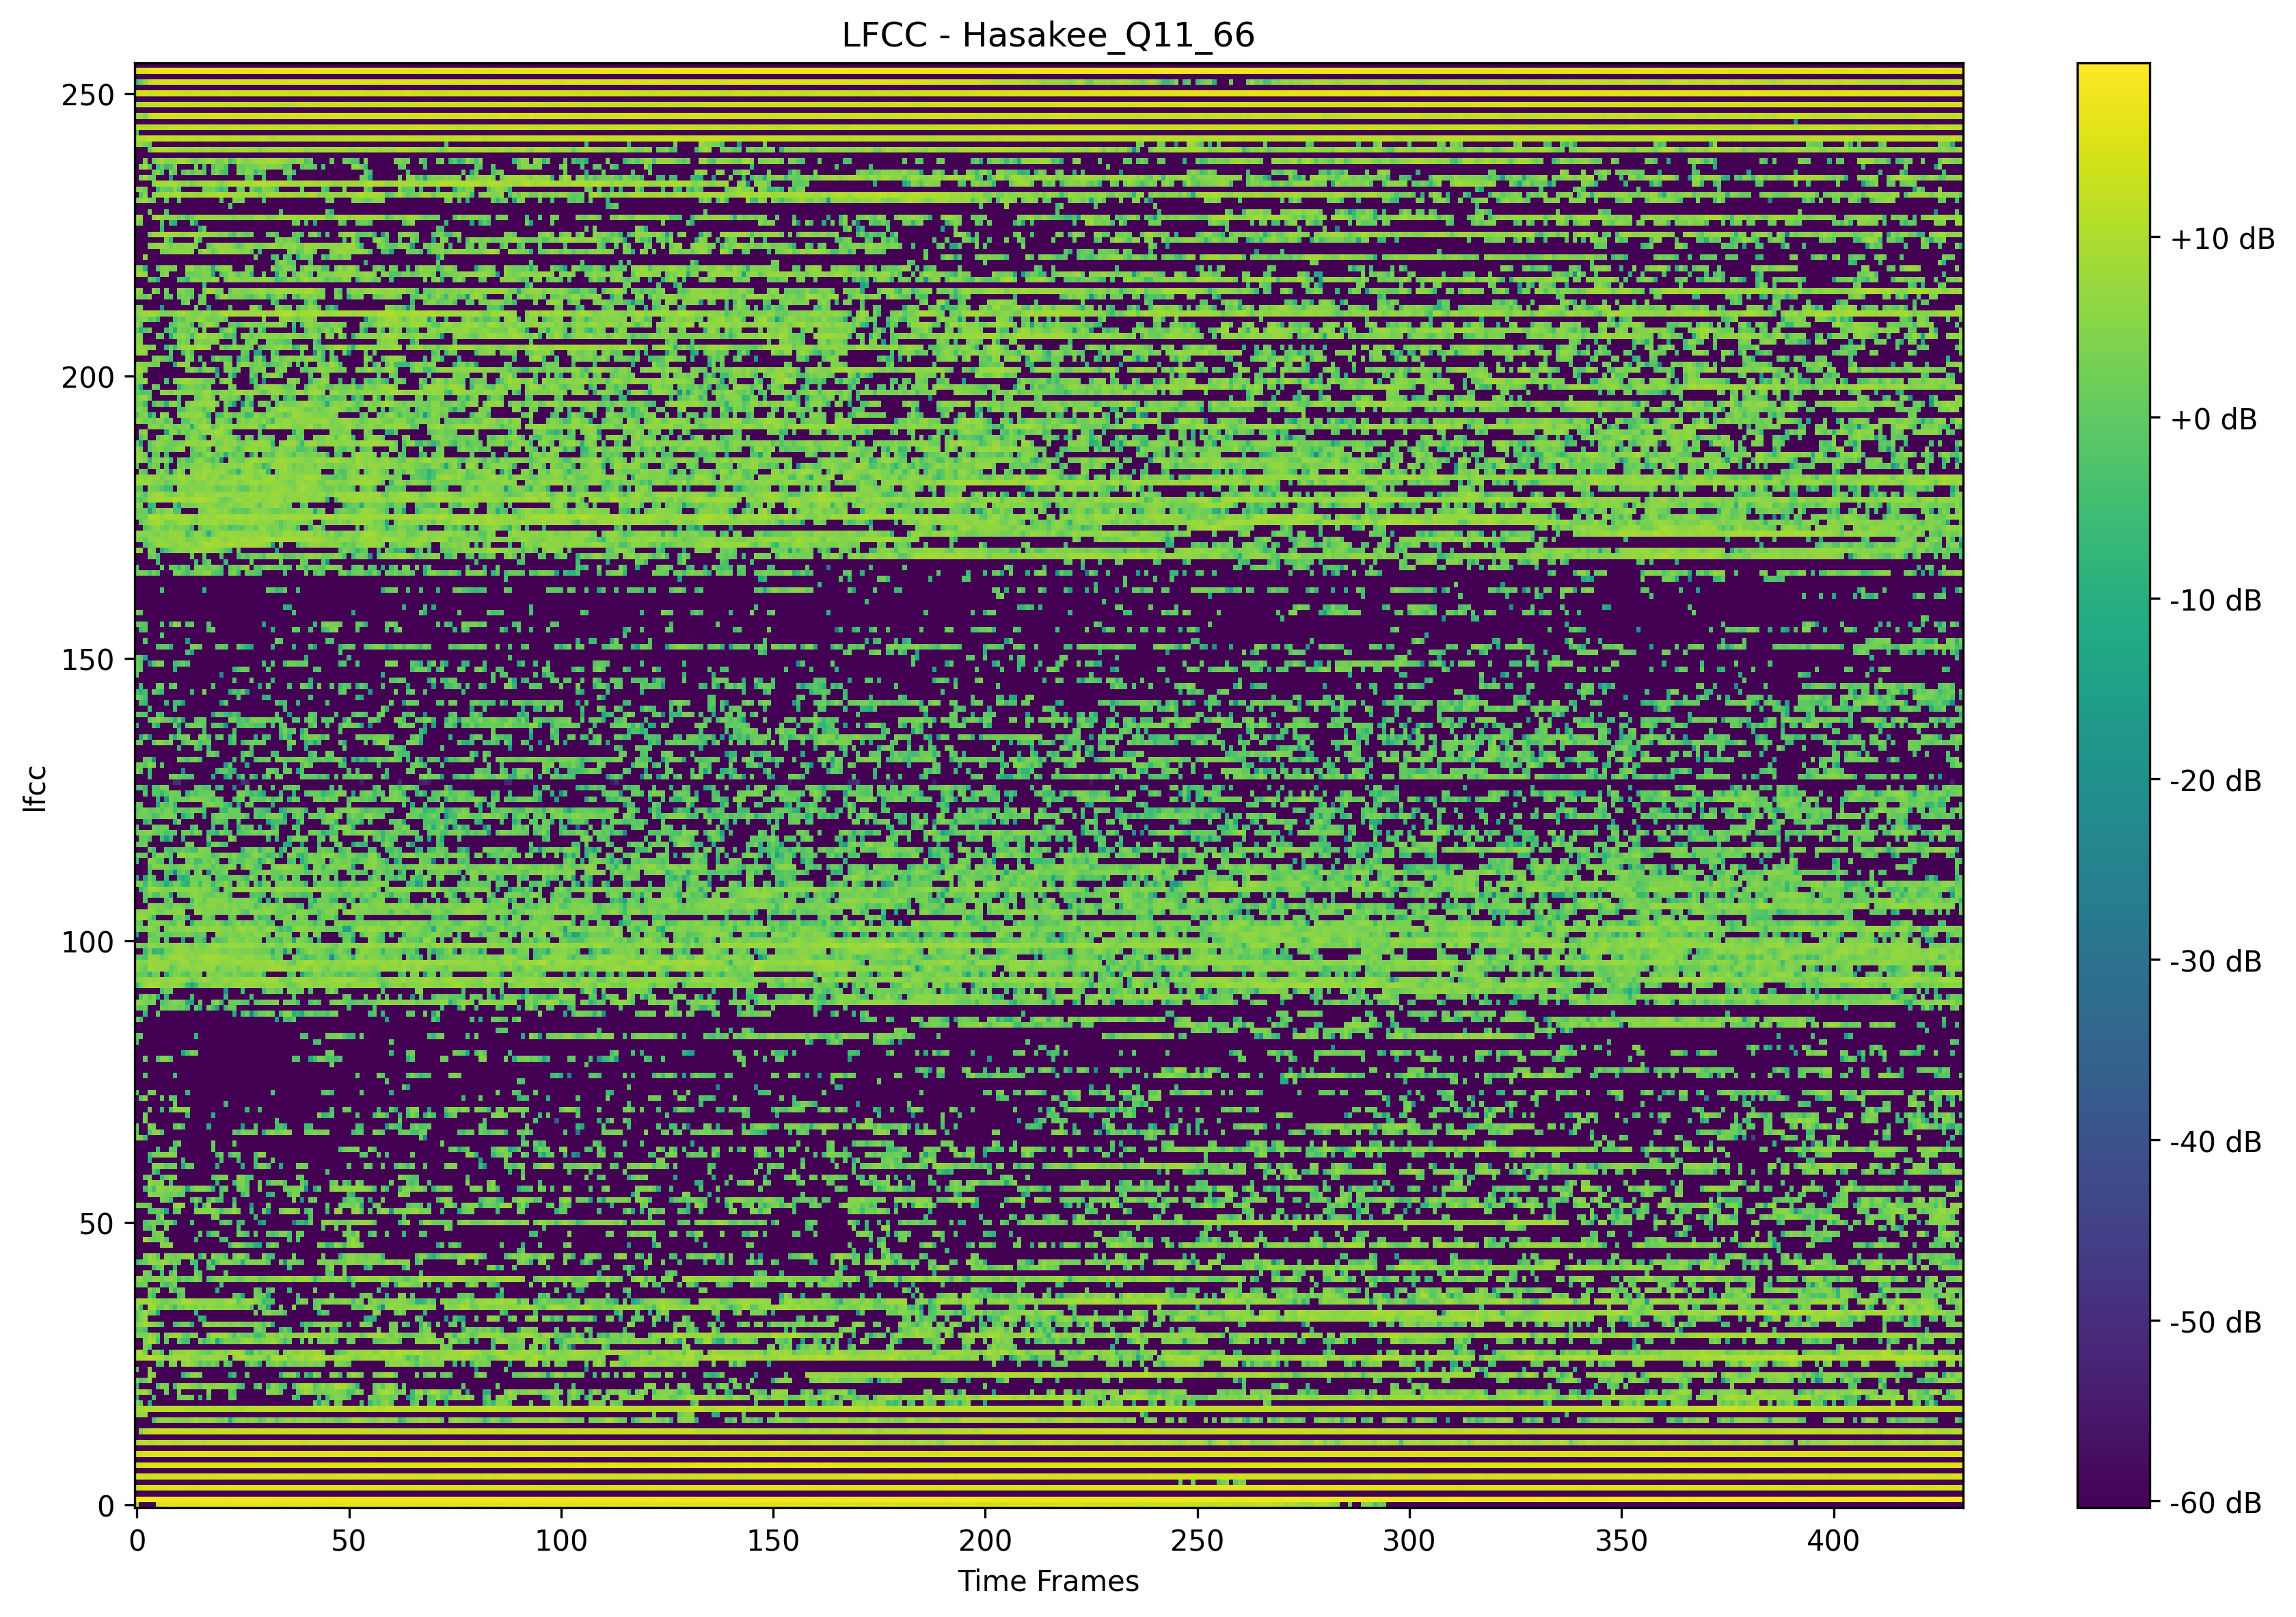 LFCC - Hasakee_Q11_66
250
200
150
100
50
0
lfcc
0 50 100 150 200 250 300 350 400
Time Frames
+10 dB
+0 dB
-10 dB
-20 dB
-30 dB
-40 dB
-50 dB
-60 dB